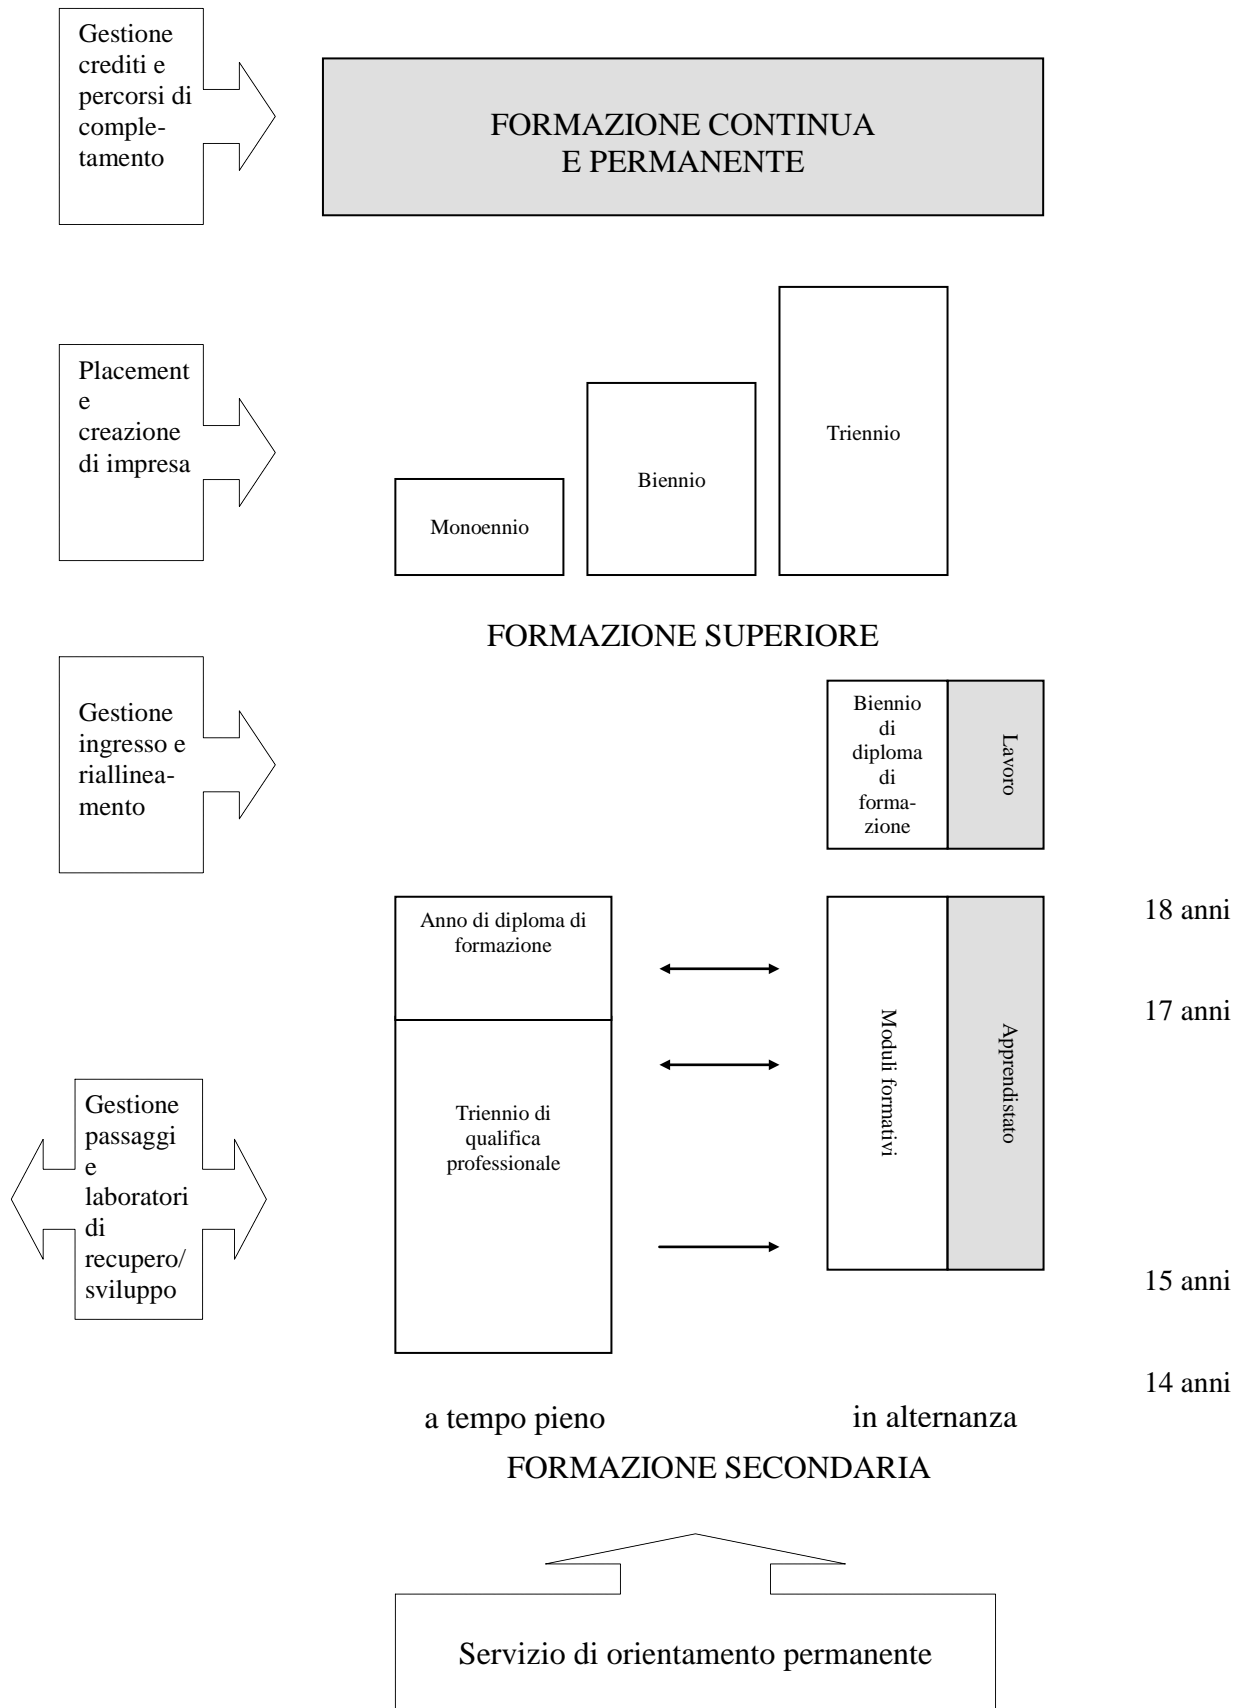 Gestione
crediti e
percorsi di
comple-
tamento
FORMAZIONE CONTINUA
E PERMANENTE
Placement
e
creazione
di impresa
Monoennio
Biennio
Triennio
FORMAZIONE SUPERIORE
Gestione
ingresso e
riallinea-
mento
Biennio
di
diploma
di
forma-
zione
Lavoro
Anno di diploma di
formazione
18 anni
17 anni
Moduli formativi
Apprendistato
Gestione
passaggi
e
laboratori
di
recupero/
sviluppo
Triennio di
qualifica
professionale
15 anni
14 anni
a tempo pieno
in alternanza
FORMAZIONE SECONDARIA
Servizio di orientamento permanente